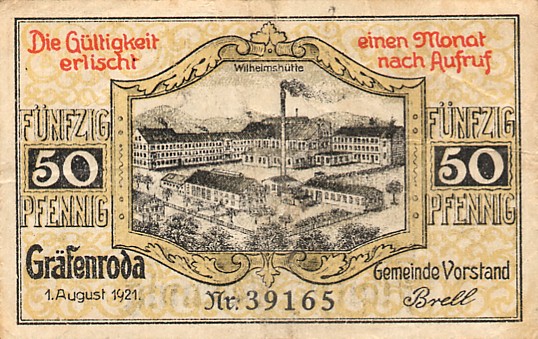 Die Gültigkeit
erlischt
einen Monat
nach Aufruf
Wilhelmshütte
FÜNFZIG
50
PFENNIG
FÜNFZIG
50
PFENNIG
Gräfenroda
1. August 1921.
Nr. 39165
Gemeinde Vorstand
Brell